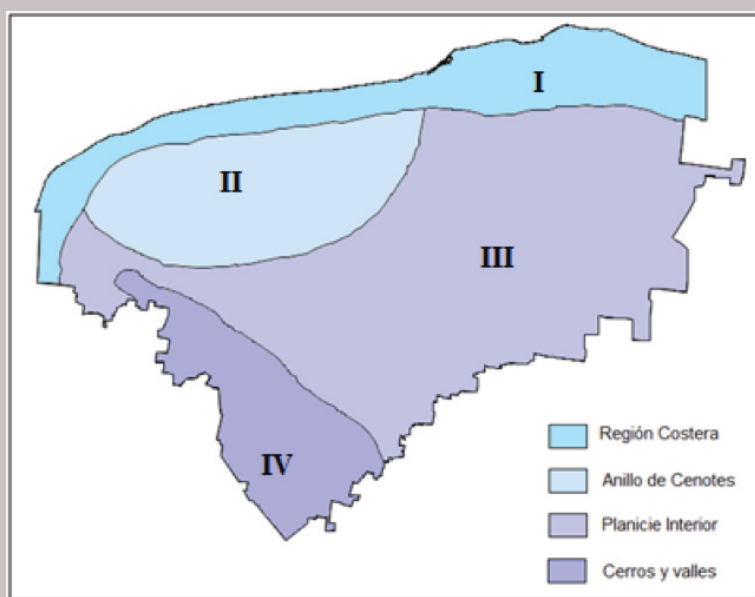 I
II
III
IV
Región Costera
Anillo de Cenotes
Planicie Interior
Cerros y valles